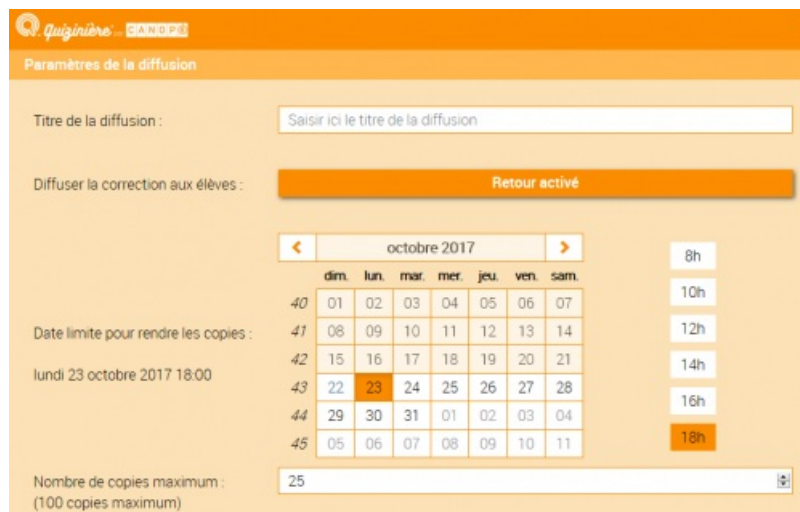 Quizinière par CANOPÉ
Paramètres de la diffusion
Titre de la diffusion :
Saisir ici le titre de la diffusion
Diffuser la correction aux élèves :
Retour activé
octobre 2017
dim. lun. mar. mer. jeu. ven. sam.
40 01 02 03 04 05 06 07
41 08 09 10 11 12 13 14
42 15 16 17 18 19 20 21
43 22 23 24 25 26 27 28
44 29 30 31 01 02 03 04
45 05 06 07 08 09 10 11
8h
10h
12h
14h
16h
18h
Date limite pour rendre les copies :
lundi 23 octobre 2017 18:00
Nombre de copies maximum :
(100 copies maximum)
25